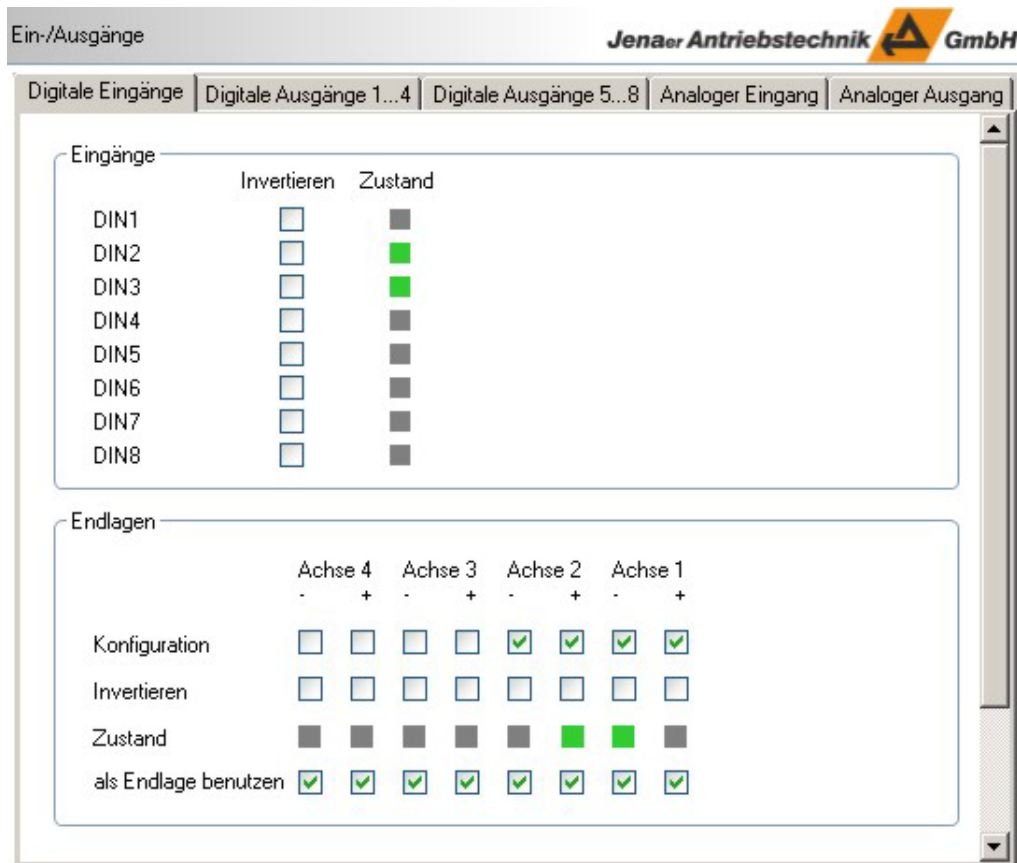 Ein-/Ausgänge
Jenaer Antriebstechnik GmbH
Digitale Eingänge Digitale Ausgänge 1...4 Digitale Ausgänge 5...8 Analoger Eingang Analoger Ausgang
Eingänge
Invertieren Zustand
DIN1
DIN2
DIN3
DIN4
DIN5
DIN6
DIN7
DIN8
Endlagen
Achse 4 Achse 3 Achse 2 Achse 1
- + - + - + - +
Konfiguration
Invertieren
Zustand
als Endlage benutzen